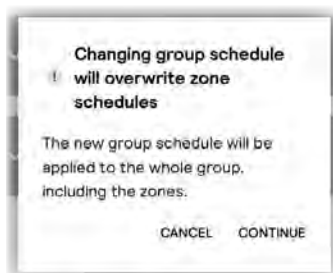 Changing group schedule
! will overwrite zone
schedules
The new group schedule will be
applied to the whole group,
including the zones.
CANCEL CONTINUE